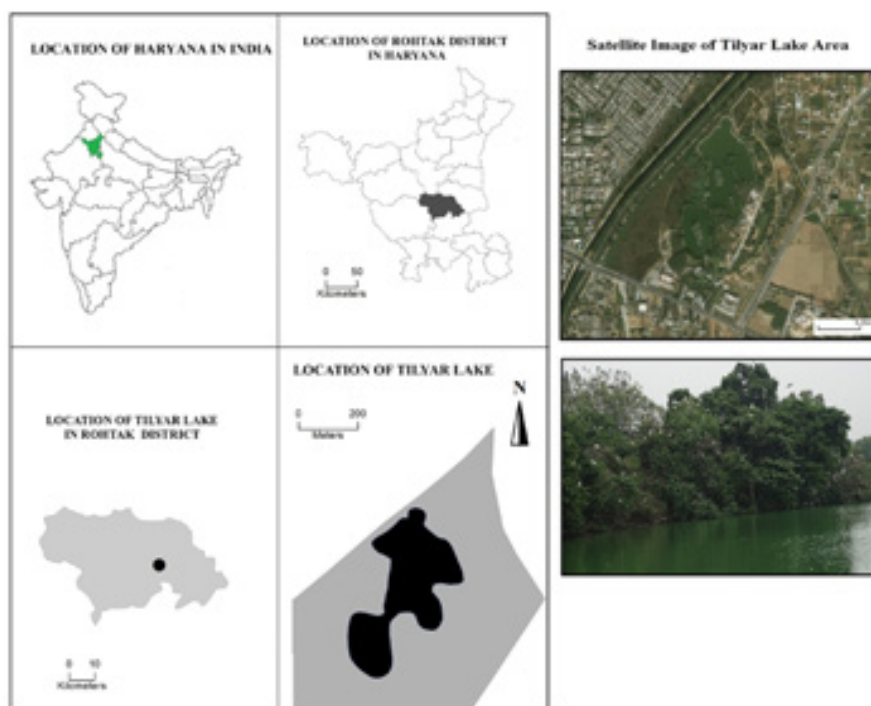 LOCATION OF HARYANA IN INDIA
LOCATION OF ROHTAK DISTRICT
IN HARYANA
0 50
Kilometers
Satellite Image of Tilyar Lake Area
LOCATION OF TILYAR LAKE
IN ROHTAK DISTRICT
0 10
Kilometers
LOCATION OF TILYAR LAKE
0 200
Meters
N